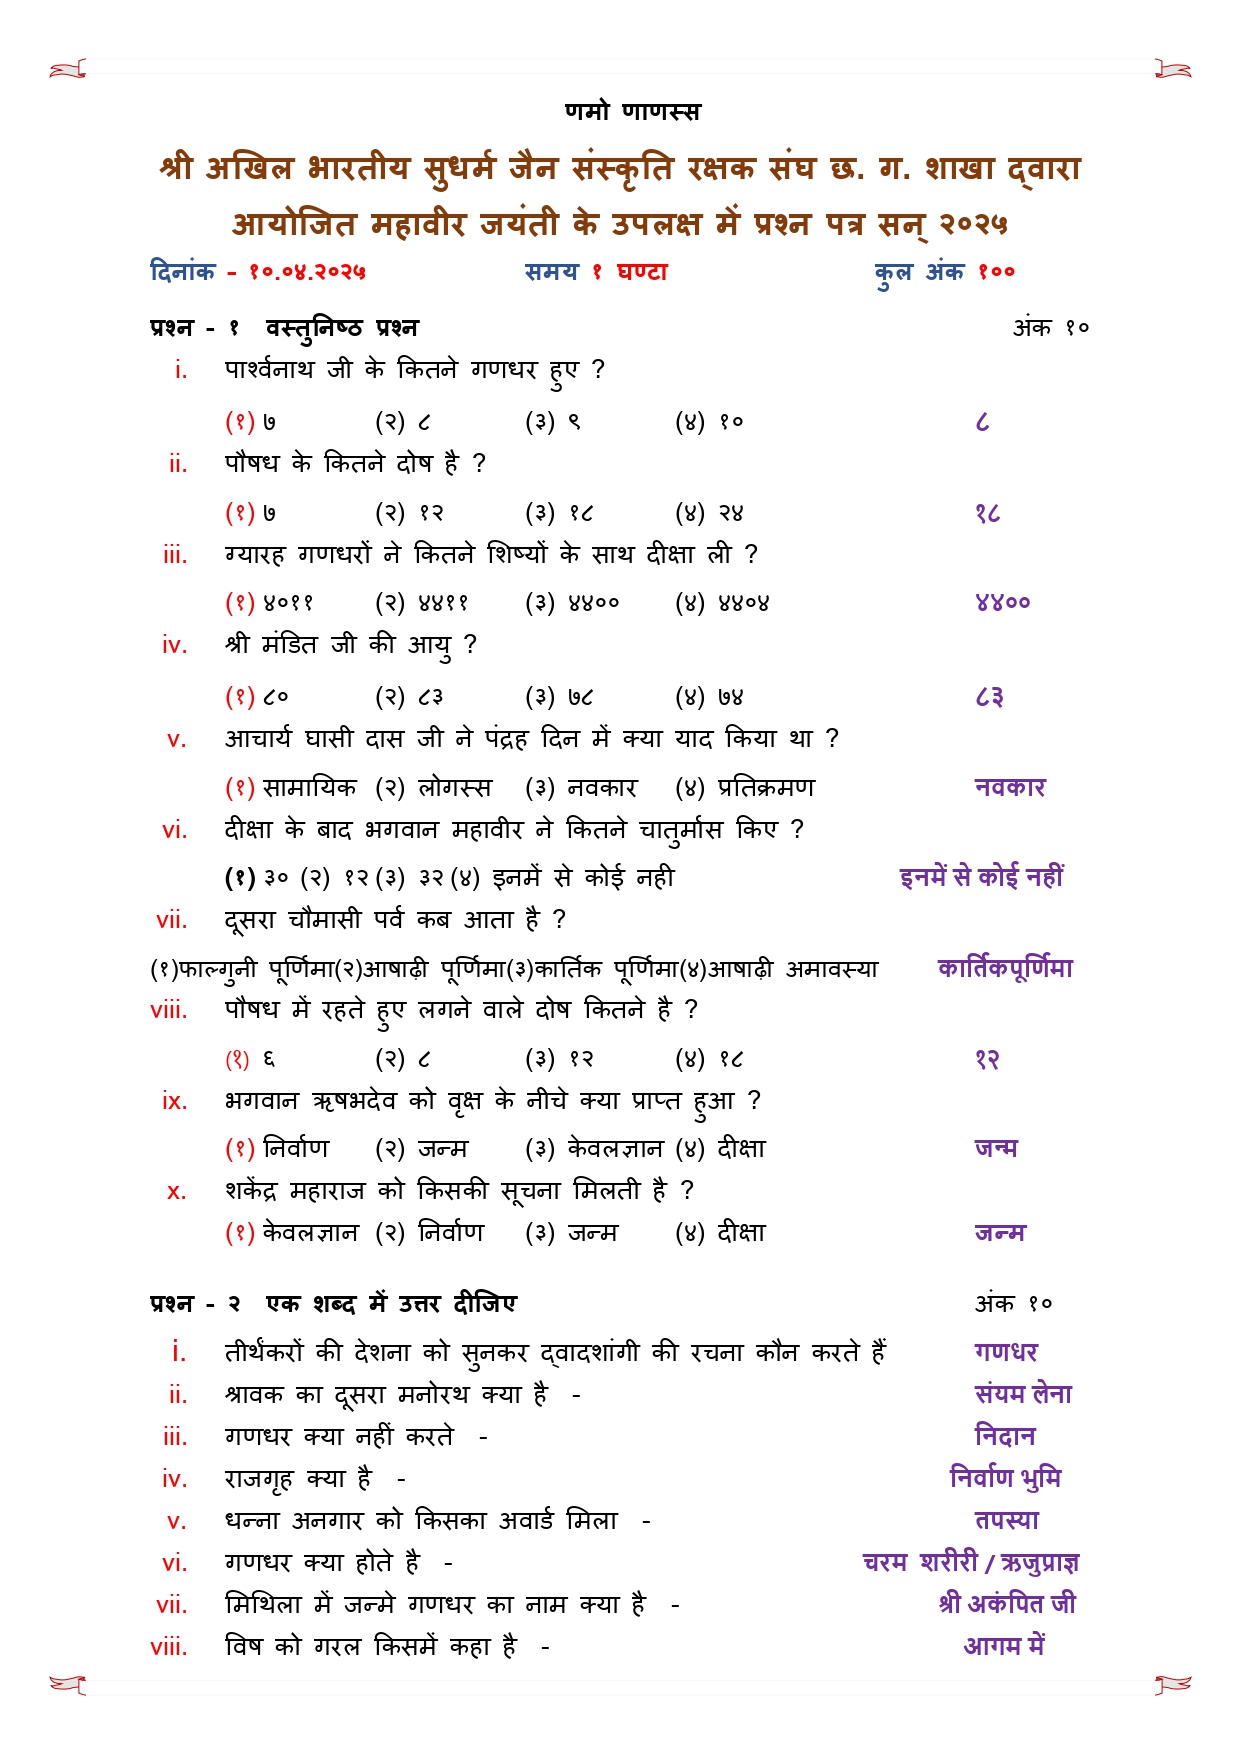 णमो णाणस्स
श्री अखिल भारतीय सुधर्म जैन संस्कृति रक्षक संघ छ. ग. शाखा द्वारा
आयोजित महावीर जयंती के उपलक्ष में प्रश्न पत्र सन् २०२५
दिनांक – १०.०४.२०२५ समय १ घण्टा कुल अंक १००
प्रश्न - १ वस्तुनिष्ठ प्रश्न अंक १०
i. पार्श्वनाथ जी के कितने गणधर हुए ?
(१) ७ (२) ८ (३) ९ (४) १० ८
ii. पौषध के कितने दोष है ?
(१) ७ (२) १२ (३) १८ (४) २४ १८
iii. ग्यारह गणधरों ने कितने शिष्यों के साथ दीक्षा ली ?
(१) ४०११ (२) ४४११ (३) ४४०० (४) ४४०४ ४४००
iv. श्री मंडित जी की आयु ?
(१) ८० (२) ८३ (३) ७८ (४) ७४ ८३
v. आचार्य घासी दास जी ने पंद्रह दिन में क्या याद किया था ?
(१) सामायिक (२) लोगस्स (३) नवकार (४) प्रतिक्रमण नवकार
vi. दीक्षा के बाद भगवान महावीर ने कितने चातुर्मास किए ?
(१) ३० (२) १२ (३) ३२ (४) इनमें से कोई नही इनमें से कोई नहीं
vii. दूसरा चौमासी पर्व कब आता है ?
(१)फाल्गुनी पूर्णिमा(२)आषाढ़ी पूर्णिमा(३)कार्तिक पूर्णिमा(४)आषाढ़ी अमावस्या कार्तिकपूर्णिमा
viii. पौषध में रहते हुए लगने वाले दोष कितने है ?
(१) ६ (२) ८ (३) १२ (४) १८ १२
ix. भगवान ऋषभदेव को वृक्ष के नीचे क्या प्राप्त हुआ ?
(१) निर्वाण (२) जन्म (३) केवलज्ञान (४) दीक्षा जन्म
x. शकेंद्र महाराज को किसकी सूचना मिलती है ?
(१) केवलज्ञान (२) निर्वाण (३) जन्म (४) दीक्षा जन्म
प्रश्न - २ एक शब्द में उत्तर दीजिए अंक १०
i. तीर्थंकरों की देशना को सुनकर द्वादशांगी की रचना कौन करते हैं गणधर
ii. श्रावक का दूसरा मनोरथ क्या है - संयम लेना
iii. गणधर क्या नहीं करते - निदान
iv. राजगृह क्या है - निर्वाण भुमि
v. धन्ना अनगार को किसका अवार्ड मिला - तपस्या
vi. गणधर क्या होते है - चरम शरीरी / ऋजुप्राज्ञ
vii. मिथिला में जन्मे गणधर का नाम क्या है - श्री अकंपित जी
viii. विष को गरल किसमें कहा है - आगम में